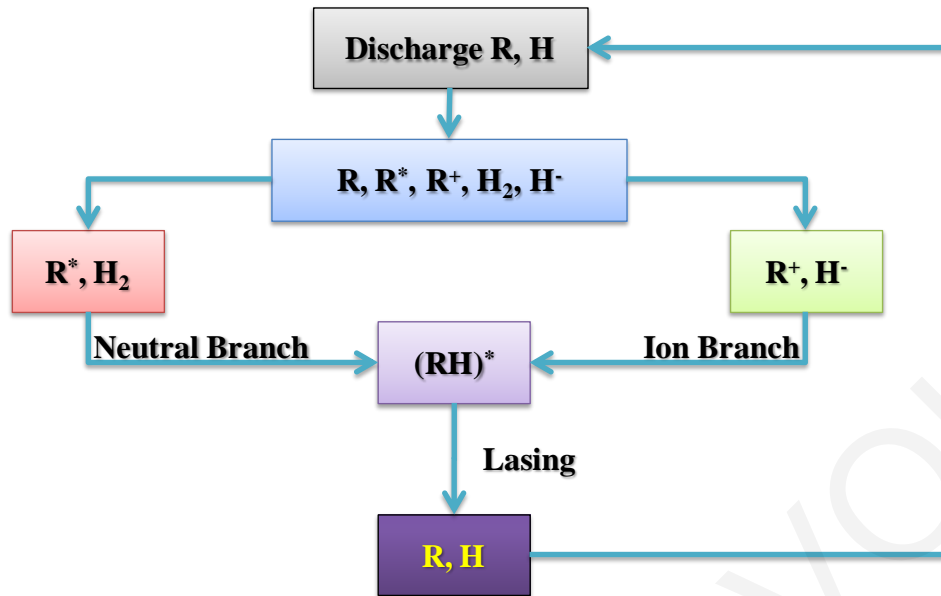 Discharge R, H
R, R*, R⁺, H₂, H⁻
R*, H₂
R⁺, H⁻
Neutral Branch
(RH)*
Ion Branch
Lasing
R, H